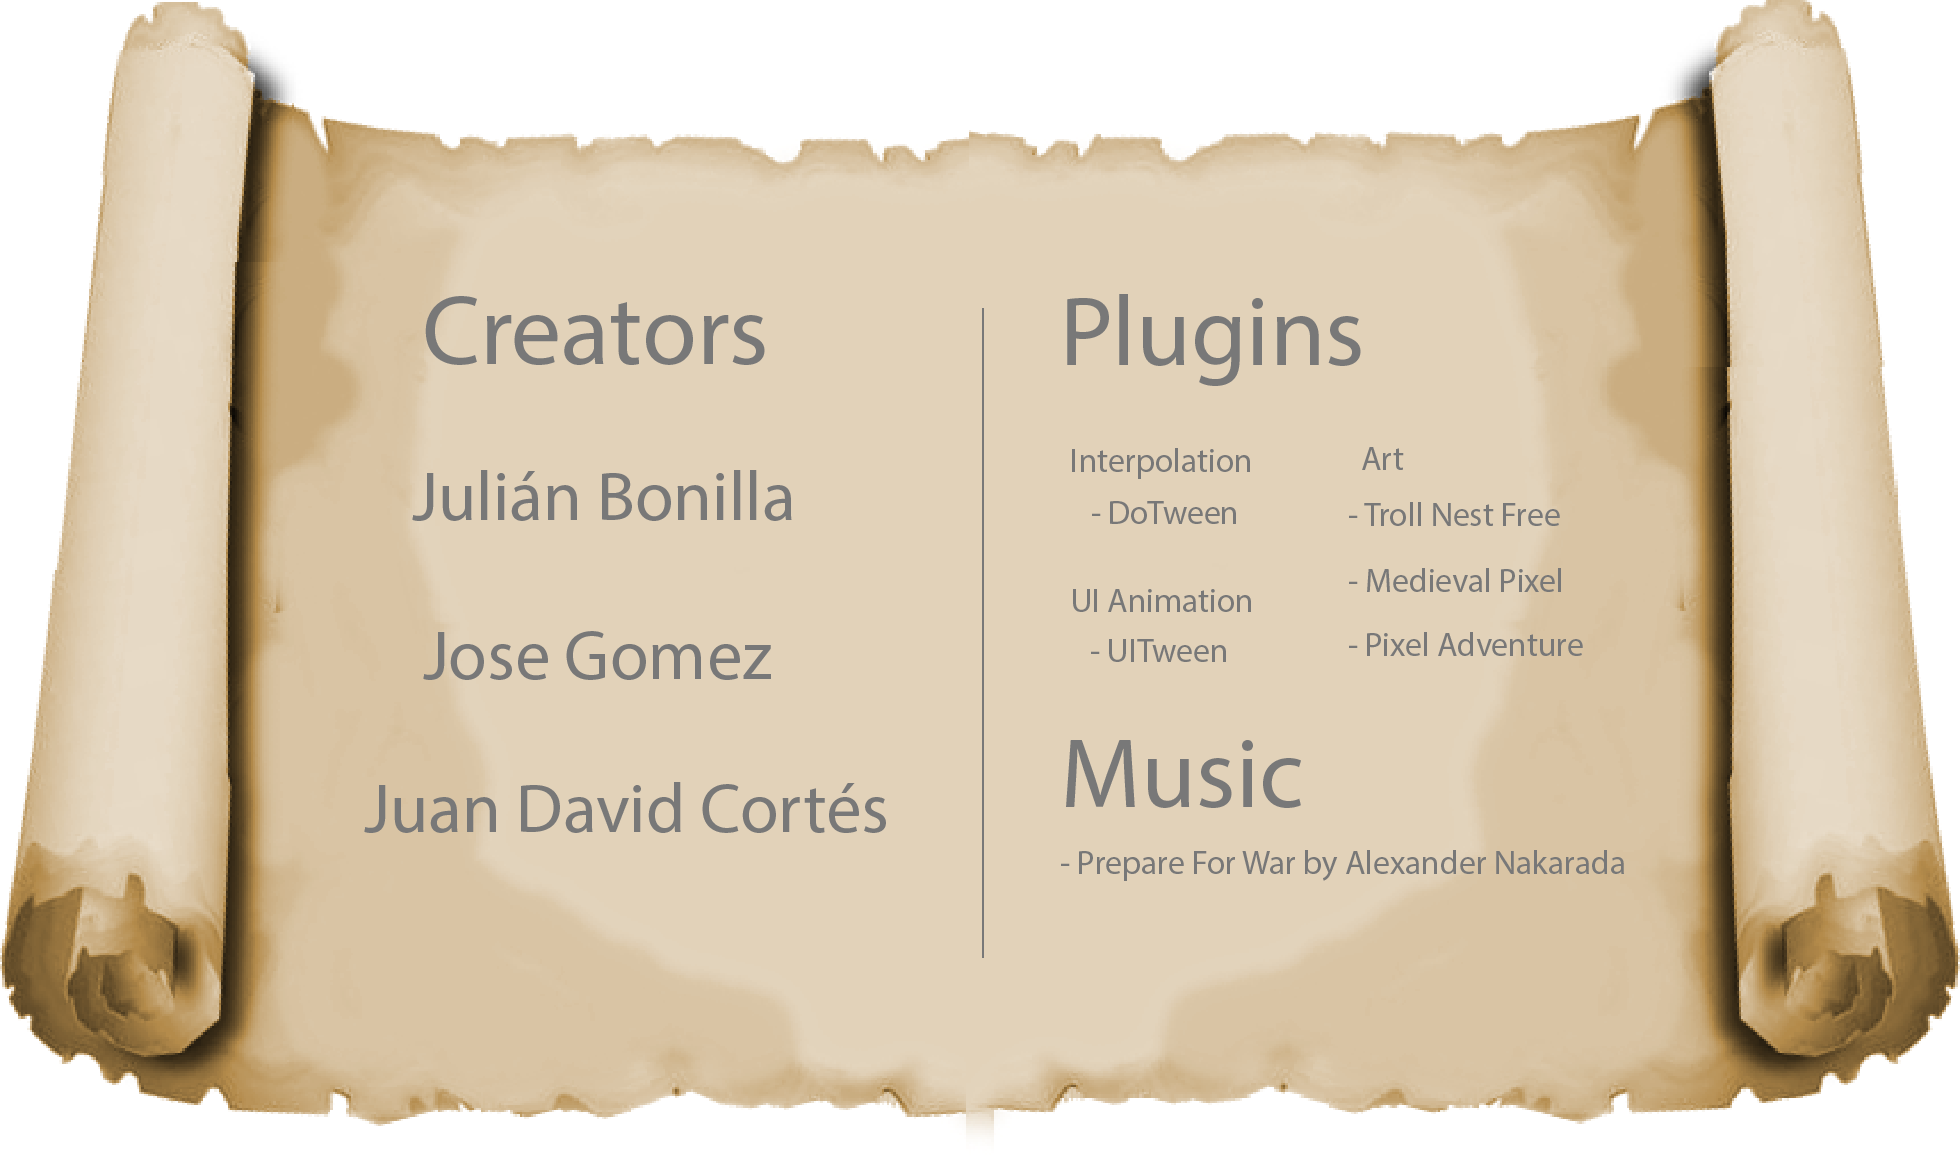 Creators
Julián Bonilla
Jose Gomez
Juan David Cortés
Plugins
Interpolation
- DoTween
UI Animation
- UITween
Art
- Troll Nest Free
- Medieval Pixel
- Pixel Adventure
Music
- Prepare For War by Alexander Nakarada